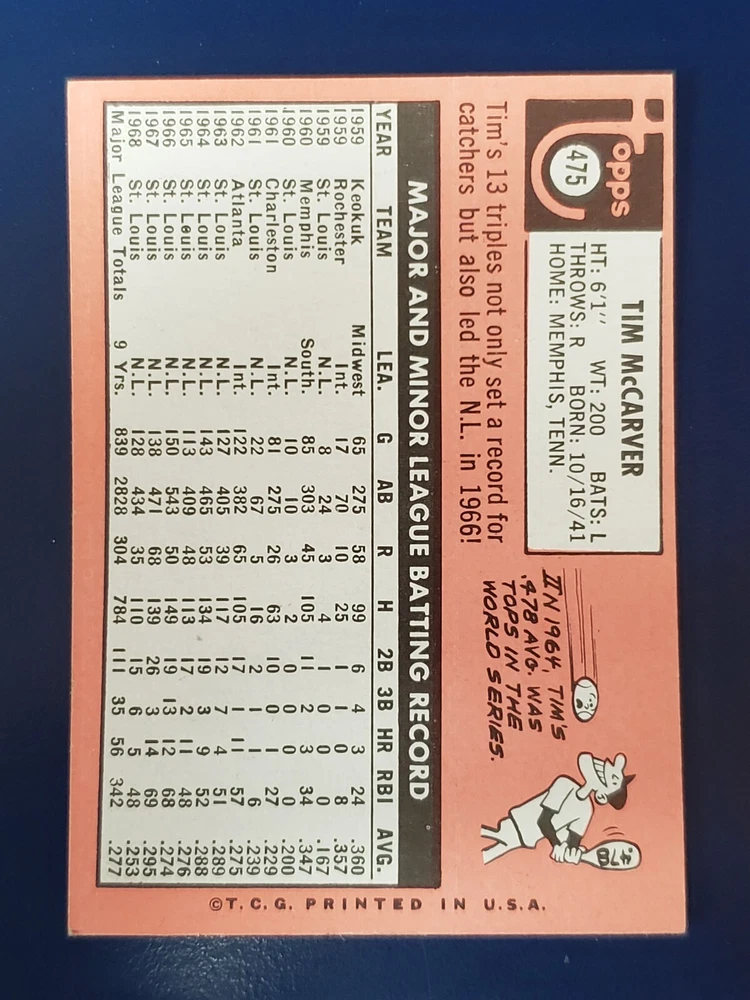 Topps
475
TIM McCARVER
HT: 6'1" WT: 200 BATS: L
THROWS: R BORN: 10/16/41
HOME: MEMPHIS, TENN.
Tim's 13 triples not only set a record for
catchers but also led the N.L. in 1966!
IN 1964, TIM'S
.478 AVG. WAS
TOPS IN THE
WORLD SERIES.
.478
MAJOR AND MINOR LEAGUE BATTING RECORD
YEAR TEAM LEA. G AB R H 2B 3B HR RBI AVG.
1959 Keokuk Midwest 65 275 58 99 6 4 3 24 .360
1959 Rochester Int. 17 70 10 25 1 1 0 8 .357
1959 St. Louis N.L. 8 24 3 4 1 0 0 0 .167
1960 Memphis South. 85 303 45 105 11 2 3 34 .347
1960 St. Louis N.L. 10 10 3 2 0 0 0 0 .200
1961 Charleston Int. 81 275 26 63 10 0 1 27 .229
1961 St. Louis N.L. 22 67 5 16 2 1 1 6 .239
1962 Atlanta Int. 122 382 65 105 17 1 11 57 .275
1963 St. Louis N.L. 127 405 39 117 12 7 4 51 .289
1964 St. Louis N.L. 143 465 53 134 19 3 9 52 .288
1965 St. Louis N.L. 113 409 48 113 17 2 11 48 .276
1966 St. Louis N.L. 150 543 50 149 19 13 12 68 .274
1967 St. Louis N.L. 138 471 68 139 26 3 14 69 .295
1968 St. Louis N.L. 128 434 35 110 15 6 5 48 .253
Major League Totals 9 Yrs. 839 2828 304 784 111 35 56 342 .277
©T.C.G. PRINTED IN U.S.A.